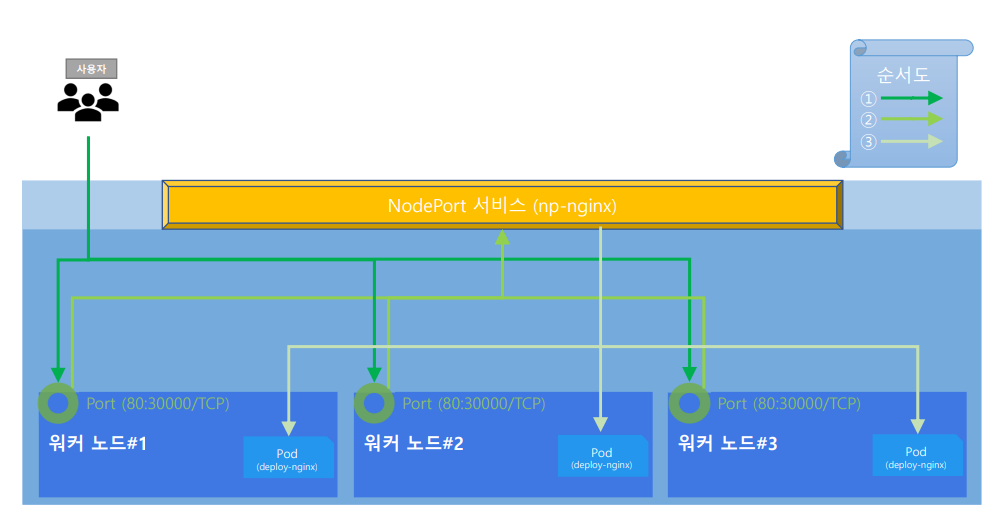 사용자
순서도
①
②
③
NodePort 서비스 (np-nginx)
Port (80:30000/TCP)
워커 노드#1
Pod
(deploy-nginx)
Port (80:30000/TCP)
워커 노드#2
Pod
(deploy-nginx)
Port (80:30000/TCP)
워커 노드#3
Pod
(deploy-nginx)